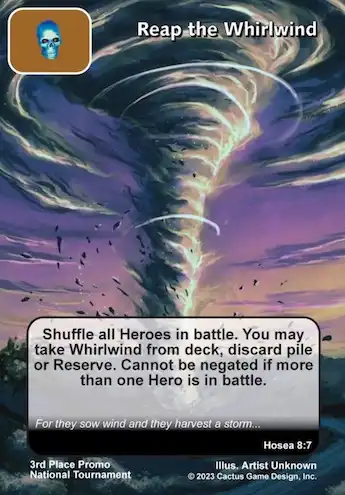 Reap the Whirlwind
Shuffle all Heroes in battle. You may
take Whirlwind from deck, discard pile
or Reserve. Cannot be negated if more
than one Hero is in battle.
For they sow wind and they harvest a storm...
Hosea 8:7
3rd Place Promo
National Tournament
Illus. Artist Unknown
© 2023 Cactus Game Design, Inc.